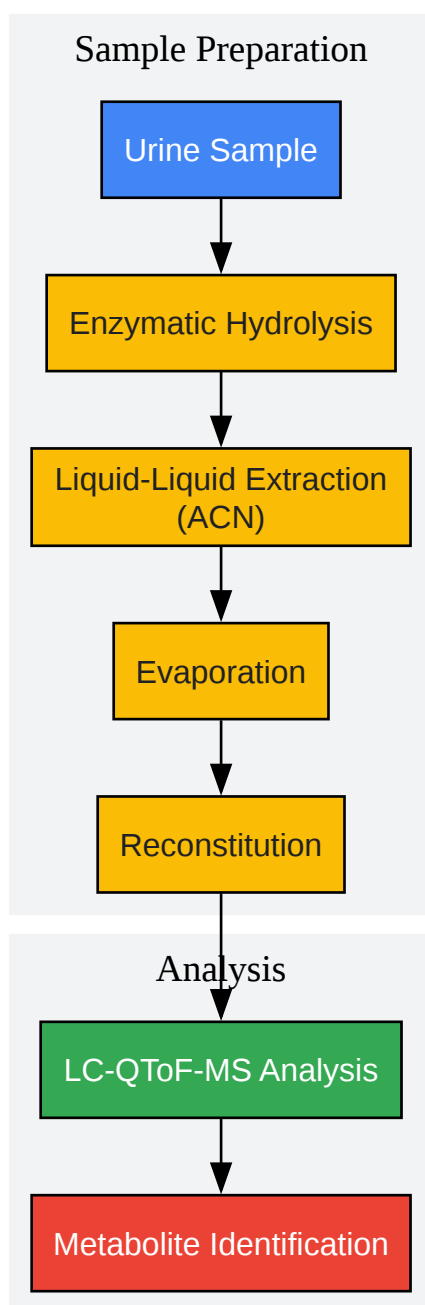 Sample Preparation
Urine Sample
Enzymatic Hydrolysis
Liquid-Liquid Extraction
(ACN)
Evaporation
Reconstitution
Analysis
LC-QToF-MS Analysis
Metabolite Identification